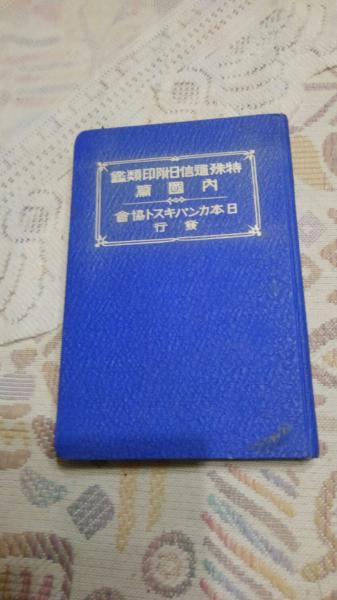 特殊通信日附印類鑑
内國篇
日本カンバキスト協會
發行